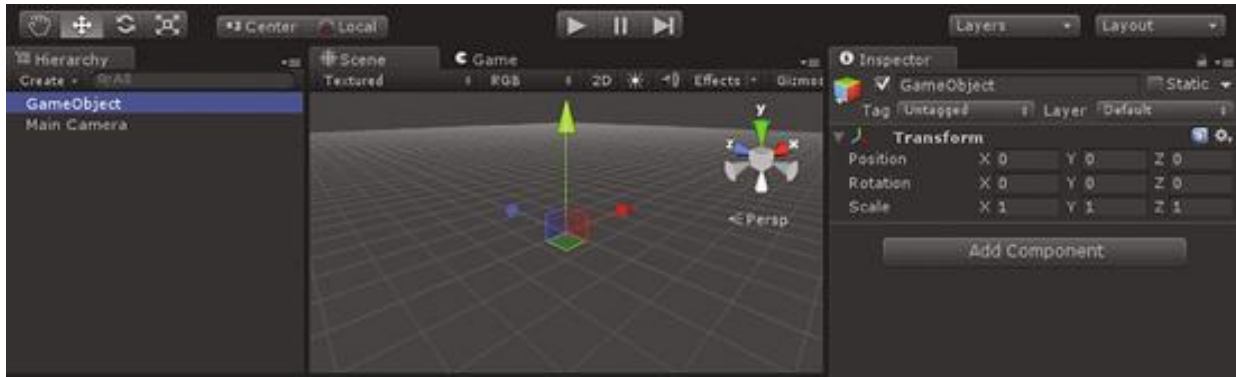 Center Local
Layers Layout
Hierarchy
Create All
GameObject
Main Camera
Scene Game
Textured RGB 2D Effects Gizmos
y
z x
Persp
Inspector
GameObject Static
Tag Untagged Layer Default
Transform
Position X 0 Y 0 Z 0
Rotation X 0 Y 0 Z 0
Scale X 1 Y 1 Z 1
Add Component